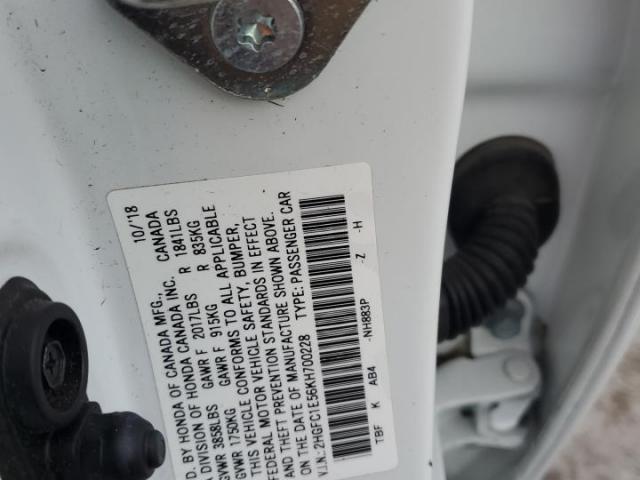 D. BY HONDA OF CANADA MFG., 10/'18
A DIVISION OF HONDA CANADA INC. CANADA
GVWR 3858LBS GAWR F 2017LBS R 1841LBS
GVWR 1750KG GAWR F 915KG R 835KG
THIS VEHICLE CONFORMS TO ALL APPLICABLE
FEDERAL MOTOR VEHICLE SAFETY, BUMPER,
AND THEFT PREVENTION STANDARDS IN EFFECT
ON THE DATE OF MANUFACTURE SHOWN ABOVE.
V.I.N.: 2HGFC1E56KH700228 TYPE: PASSENGER CAR
TBF K AB4 -NH883P -Z -H